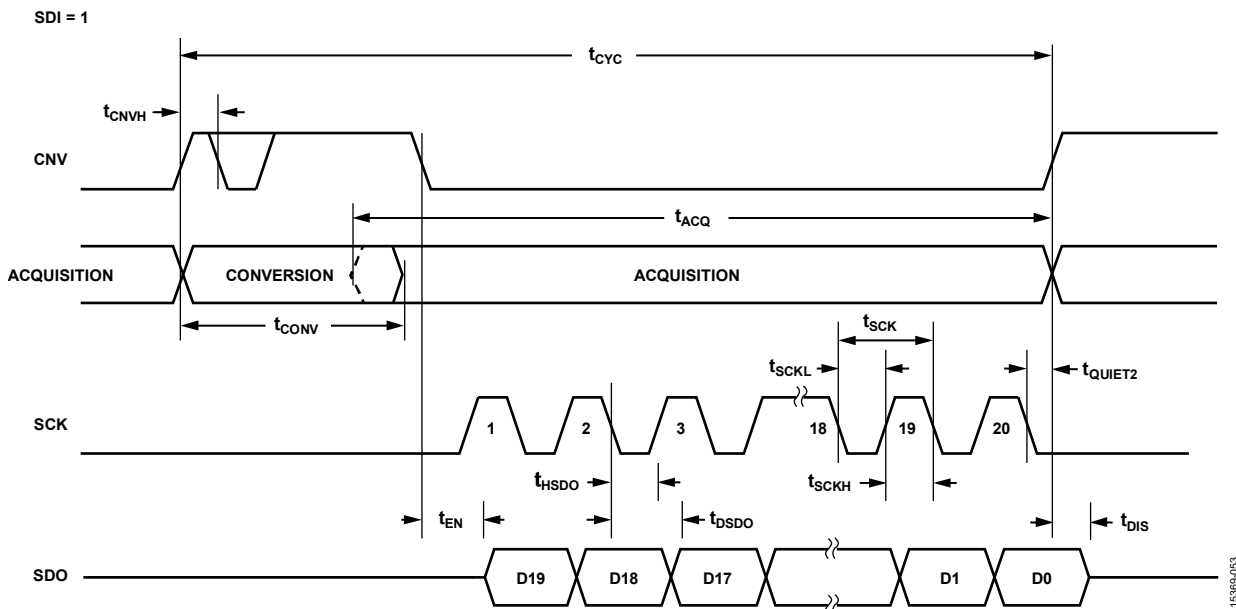 SDI = 1
tCYC
tCNVH
CNV
tACQ
ACQUISITION
CONVERSION
ACQUISITION
tCONV
tSCK
tSCKL
tQUIET2
SCK
1
2
3
18
19
20
tHSDO
tSCKH
tEN
tDSDO
tDIS
SDO
D19
D18
D17
D1
D0
15369-053